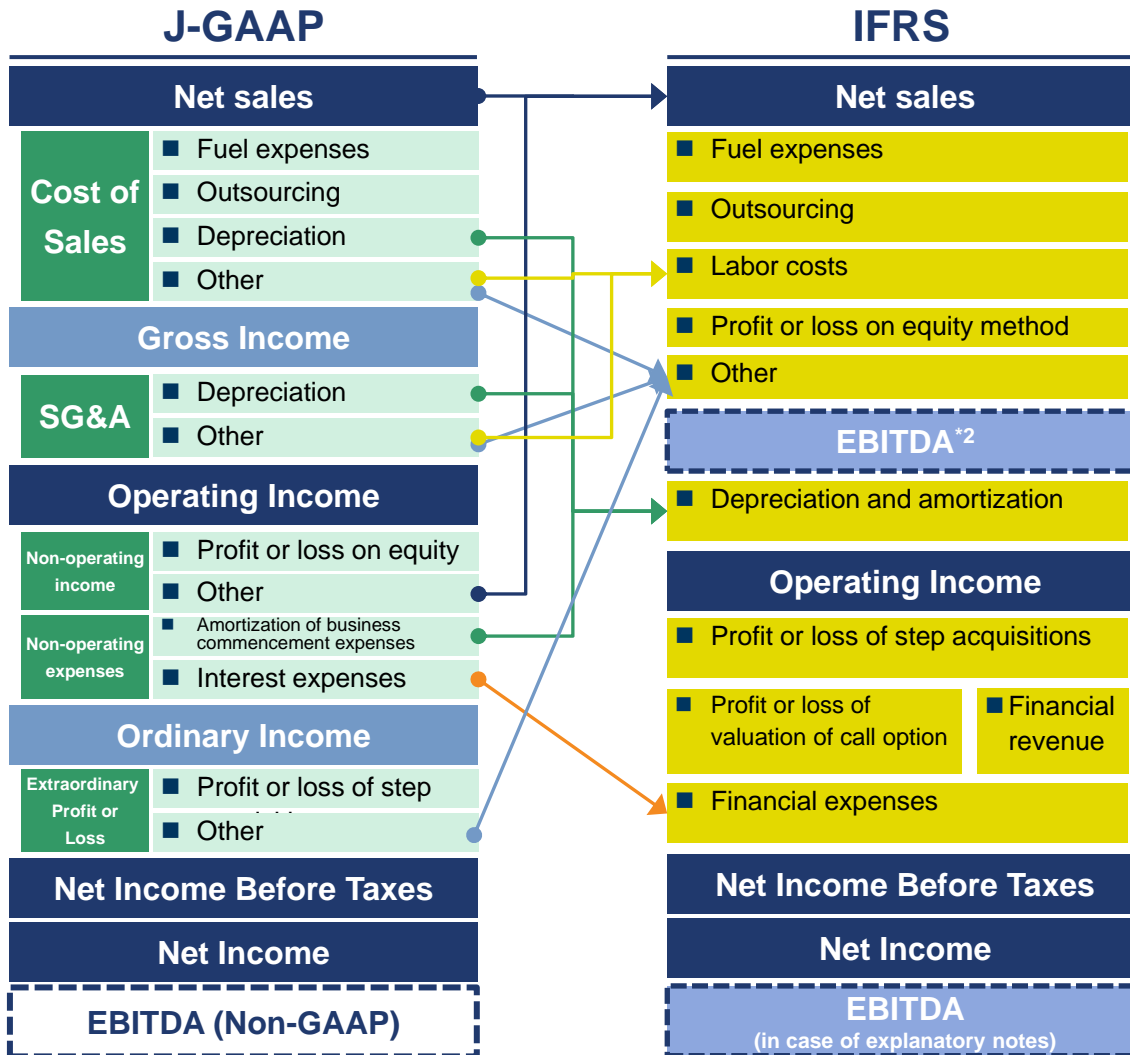 J-GAAP
Net sales
Cost of
Sales
■ Fuel expenses
■ Outsourcing
■ Depreciation
■ Other
Gross Income
SG&A
■ Depreciation
■ Other
Operating Income
Non-operating
income
■ Profit or loss on equity
■ Other
Non-operating
expenses
■ Amortization of business
commencement expenses
■ Interest expenses
Ordinary Income
Extraordinary
Profit or
Loss
■ Profit or loss of step
■ Other
Net Income Before Taxes
Net Income
EBITDA (Non-GAAP)
IFRS
Net sales
■ Fuel expenses
■ Outsourcing
■ Labor costs
■ Profit or loss on equity method
■ Other
EBITDA*2
■ Depreciation and amortization
Operating Income
■ Profit or loss of step acquisitions
■ Profit or loss of
valuation of call option
■ Financial
revenue
■ Financial expenses
Net Income Before Taxes
Net Income
EBITDA
(in case of explanatory notes)